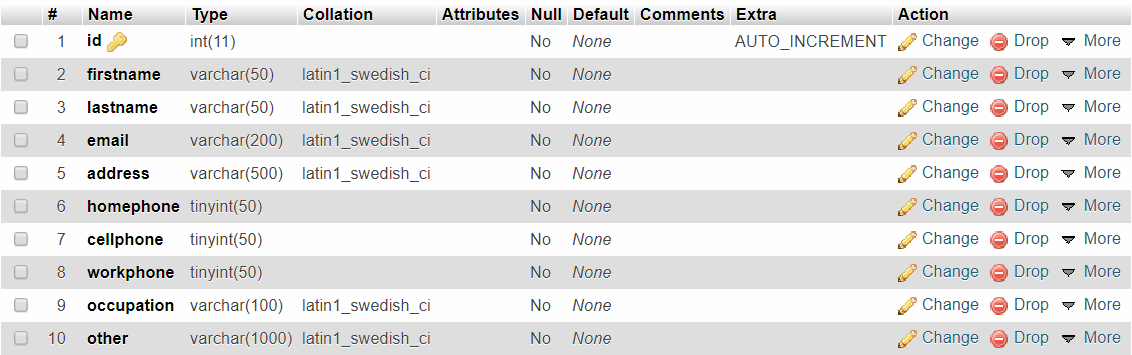 # Name Type Collation Attributes Null Default Comments Extra Action
1 id int(11) No None AUTO_INCREMENT Change Drop More
2 firstname varchar(50) latin1_swedish_ci No None Change Drop More
3 lastname varchar(50) latin1_swedish_ci No None Change Drop More
4 email varchar(200) latin1_swedish_ci No None Change Drop More
5 address varchar(500) latin1_swedish_ci No None Change Drop More
6 homephone tinyint(50) No None Change Drop More
7 cellphone tinyint(50) No None Change Drop More
8 workphone tinyint(50) No None Change Drop More
9 occupation varchar(100) latin1_swedish_ci No None Change Drop More
10 other varchar(1000) latin1_swedish_ci No None Change Drop More